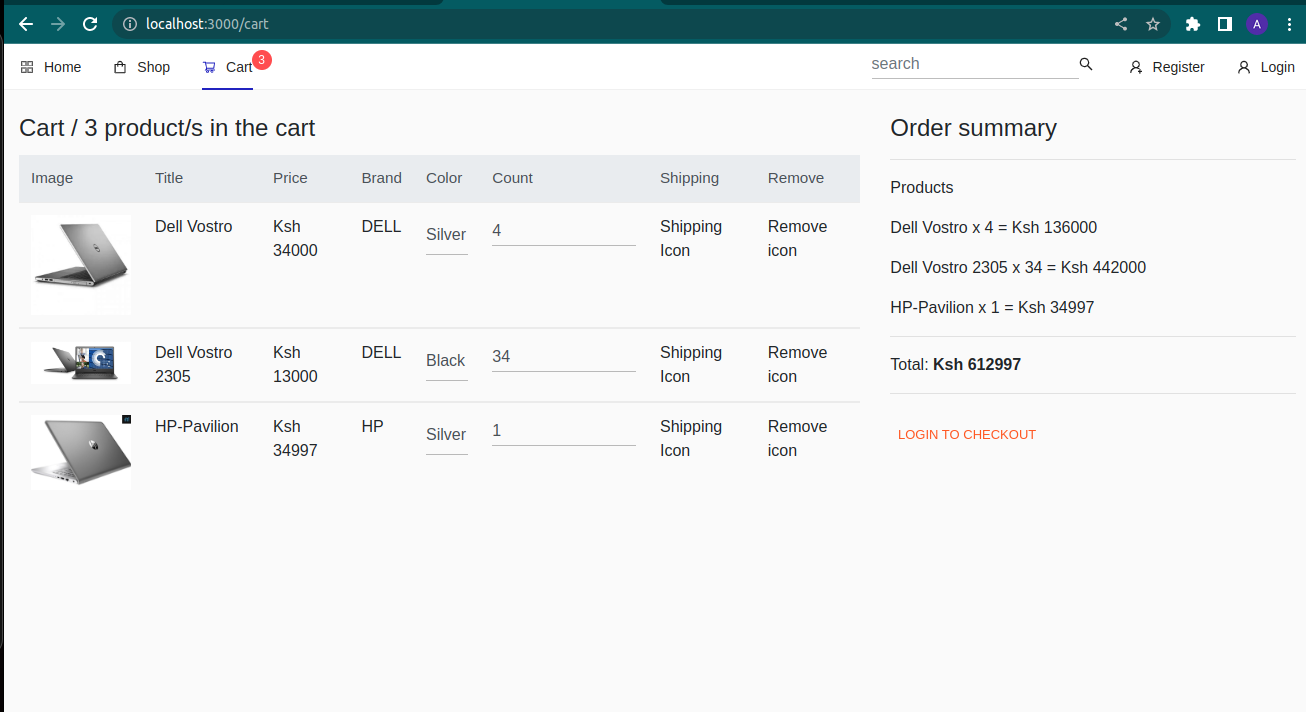 localhost:3000/cart
A
Home Shop Cart 3 search Register Login
Cart / 3 product/s in the cart
Image Title Price Brand Color Count Shipping Remove
Dell Vostro Ksh 34000 DELL Silver 4 Shipping Icon Remove icon
Dell Vostro 2305 Ksh 13000 DELL Black 34 Shipping Icon Remove icon
HP-Pavilion Ksh 34997 HP Silver 1 Shipping Icon Remove icon
Order summary
Products
Dell Vostro x 4 = Ksh 136000
Dell Vostro 2305 x 34 = Ksh 442000
HP-Pavilion x 1 = Ksh 34997
Total: Ksh 612997
LOGIN TO CHECKOUT